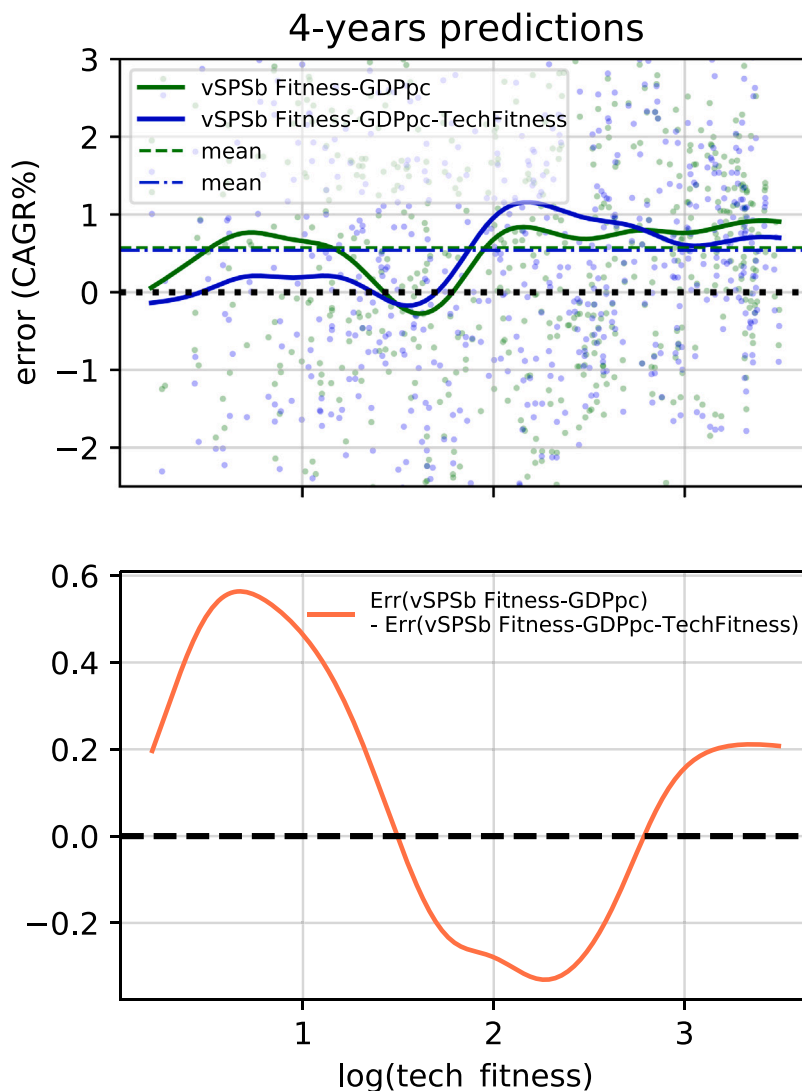 4-years predictions
3
2
1
0
−1
−2
error (CAGR%)
vSPSb Fitness-GDPpc
vSPSb Fitness-GDPpc-TechFitness
mean
mean
0.6
0.4
0.2
0.0
−0.2
Err(vSPSb Fitness-GDPpc)
- Err(vSPSb Fitness-GDPpc-TechFitness)
1
2
3
log(tech fitness)